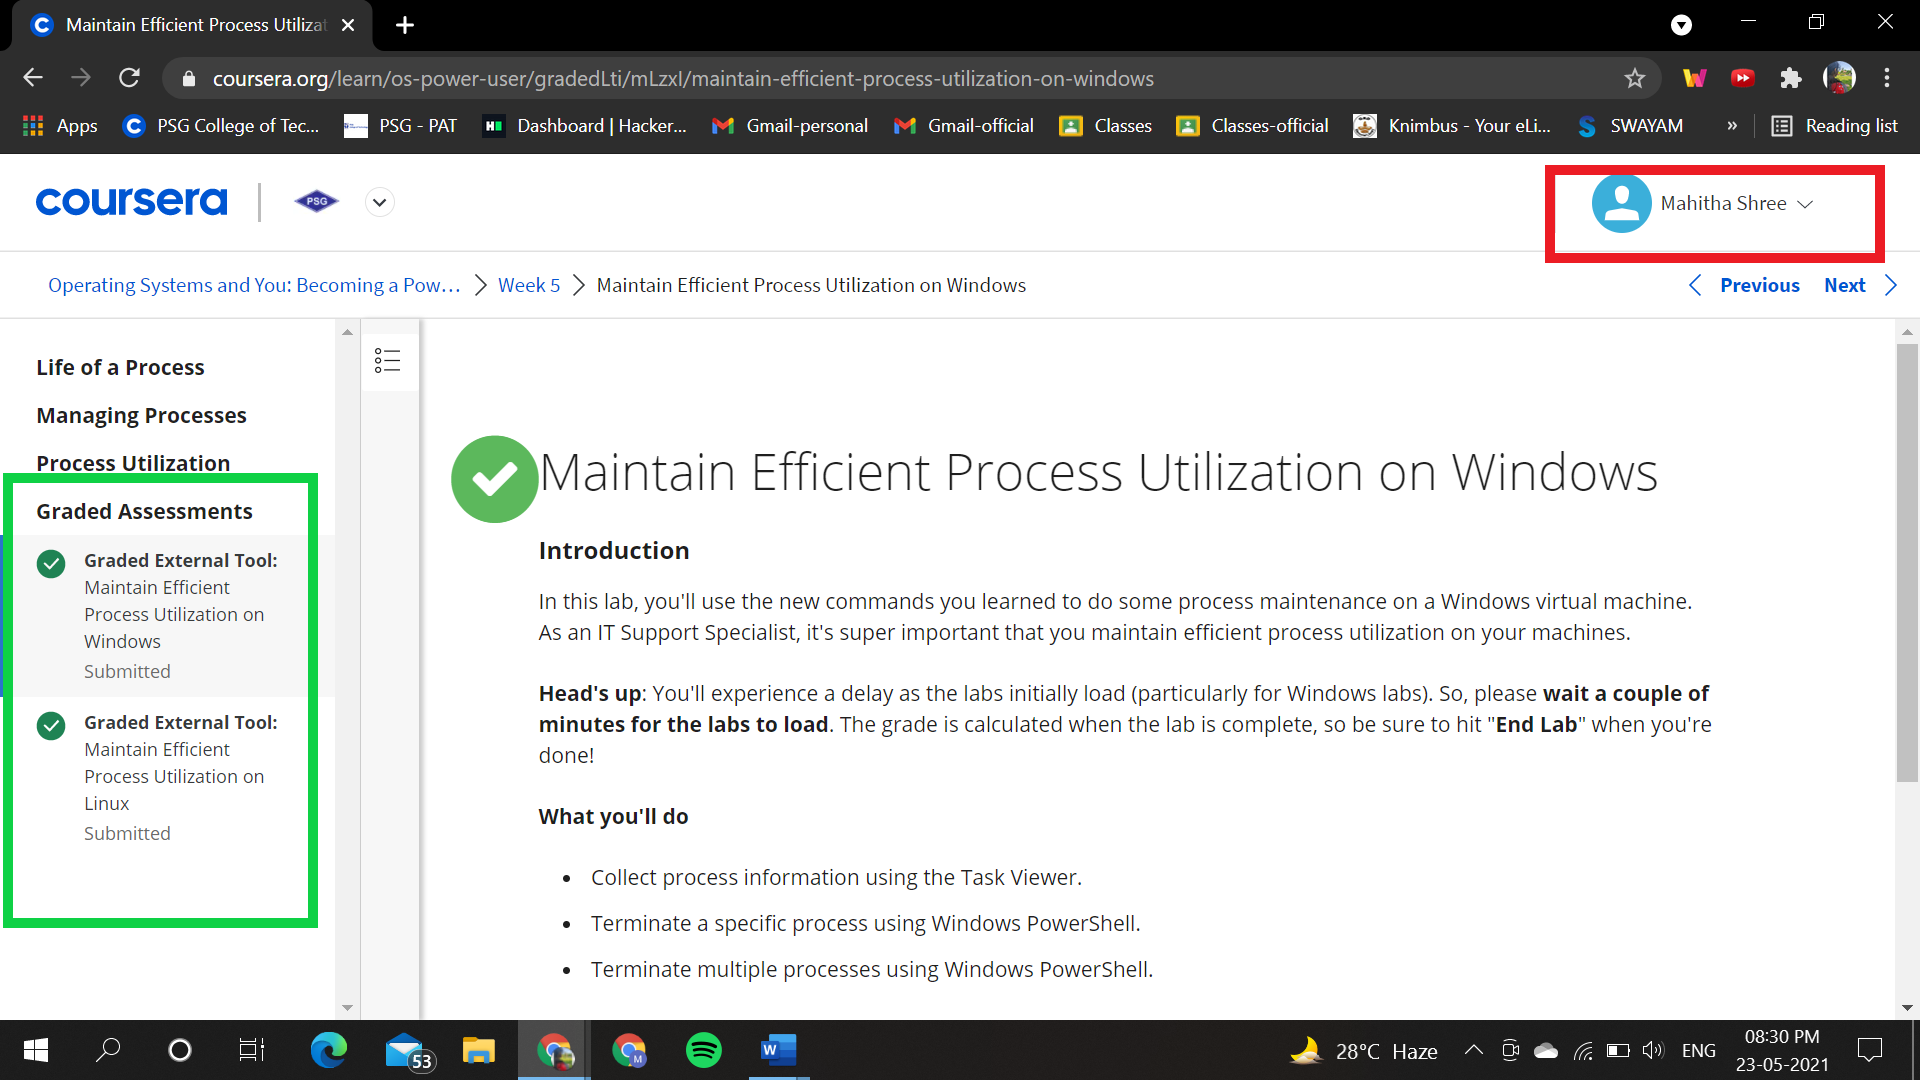 Maintain Efficient Process Utilizat
coursera.org/learn/os-power-user/gradedLti/mLzxI/maintain-efficient-process-utilization-on-windows
Apps
PSG College of Tec...
PSG - PAT
Dashboard | Hacker...
Gmail-personal
Gmail-official
Classes
Classes-official
Knimbus - Your eLi...
SWAYAM
»
Reading list
coursera
PSG
Mahitha Shree
Operating Systems and You: Becoming a Pow... > Week 5 > Maintain Efficient Process Utilization on Windows
Previous
Next
Life of a Process
Managing Processes
Process Utilization
Graded Assessments
Graded External Tool:
Maintain Efficient
Process Utilization on
Windows
Submitted
Graded External Tool:
Maintain Efficient
Process Utilization on
Linux
Submitted
Maintain Efficient Process Utilization on Windows
Introduction
In this lab, you'll use the new commands you learned to do some process maintenance on a Windows virtual machine.
As an IT Support Specialist, it's super important that you maintain efficient process utilization on your machines.
Head's up: You'll experience a delay as the labs initially load (particularly for Windows labs). So, please wait a couple of
minutes for the labs to load. The grade is calculated when the lab is complete, so be sure to hit "End Lab" when you're
done!
What you'll do
• Collect process information using the Task Viewer.
• Terminate a specific process using Windows PowerShell.
• Terminate multiple processes using Windows PowerShell.
53
M
W
28°C Haze
ENG
08:30 PM
23-05-2021